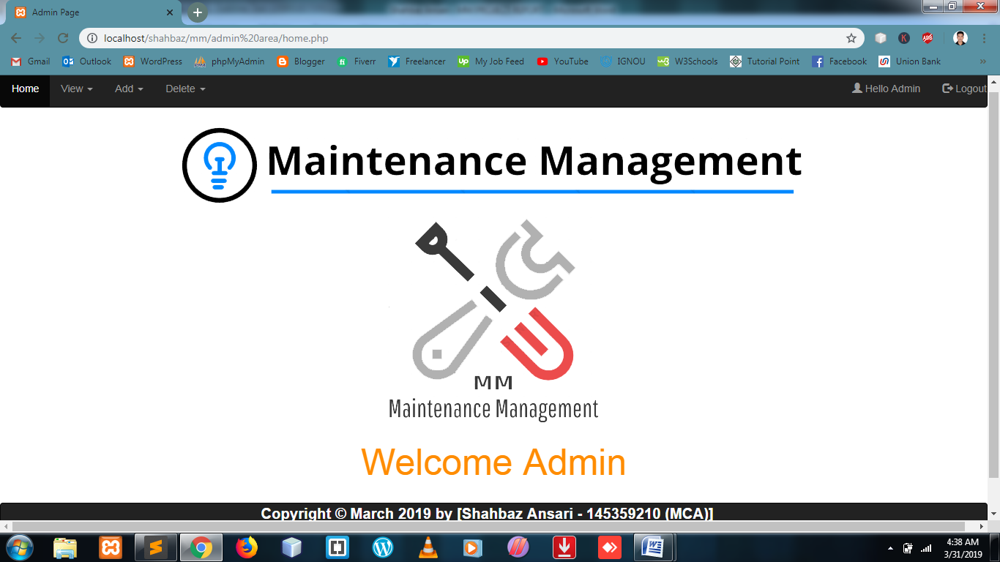 Admin Page
localhost/shahbaz/mm/admin%20area/home.php
K
ABP
Gmail Outlook WordPress phpMyAdmin Blogger Fiverr Freelancer My Job Feed YouTube IGNOU W3Schools Tutorial Point Facebook Union Bank
Home View Add Delete Hello Admin Logout
Maintenance Management
MM
Maintenance Management
Welcome Admin
Copyright © March 2019 by [Shahbaz Ansari - 145359210 (MCA)]
4:38 AM
3/31/2019